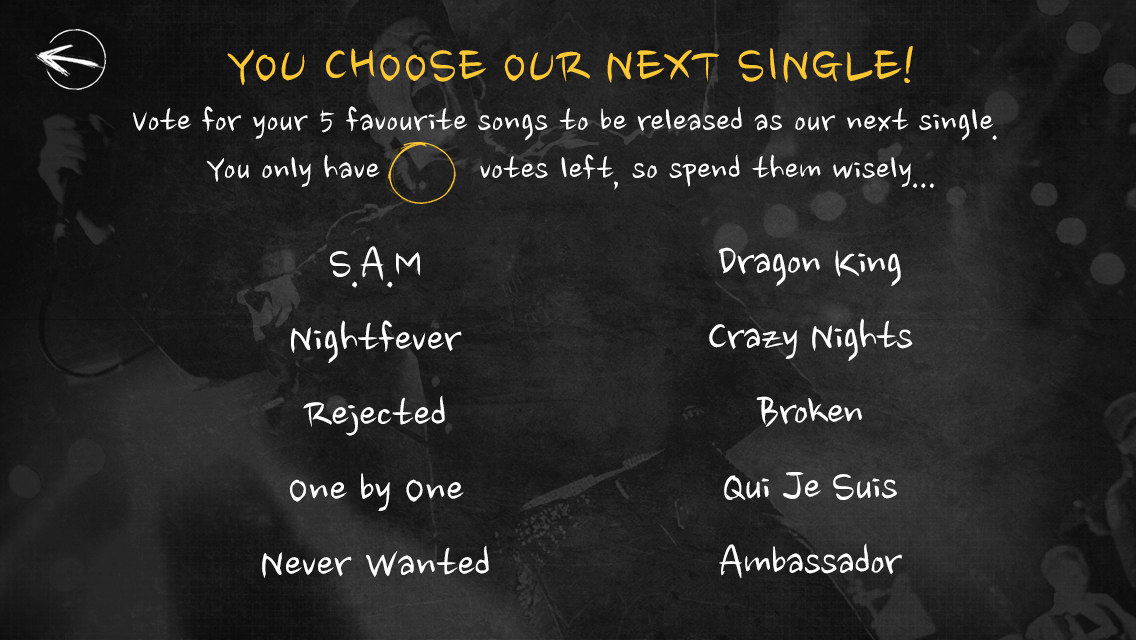 YOU CHOOSE OUR NEXT SINGLE!
Vote for your 5 favourite songs to be released as our next single.
You only have votes left, so spend them wisely...
S.A.M
Nightfever
Rejected
One by One
Never Wanted
Dragon King
Crazy Nights
Broken
Qui Je Suis
Ambassador